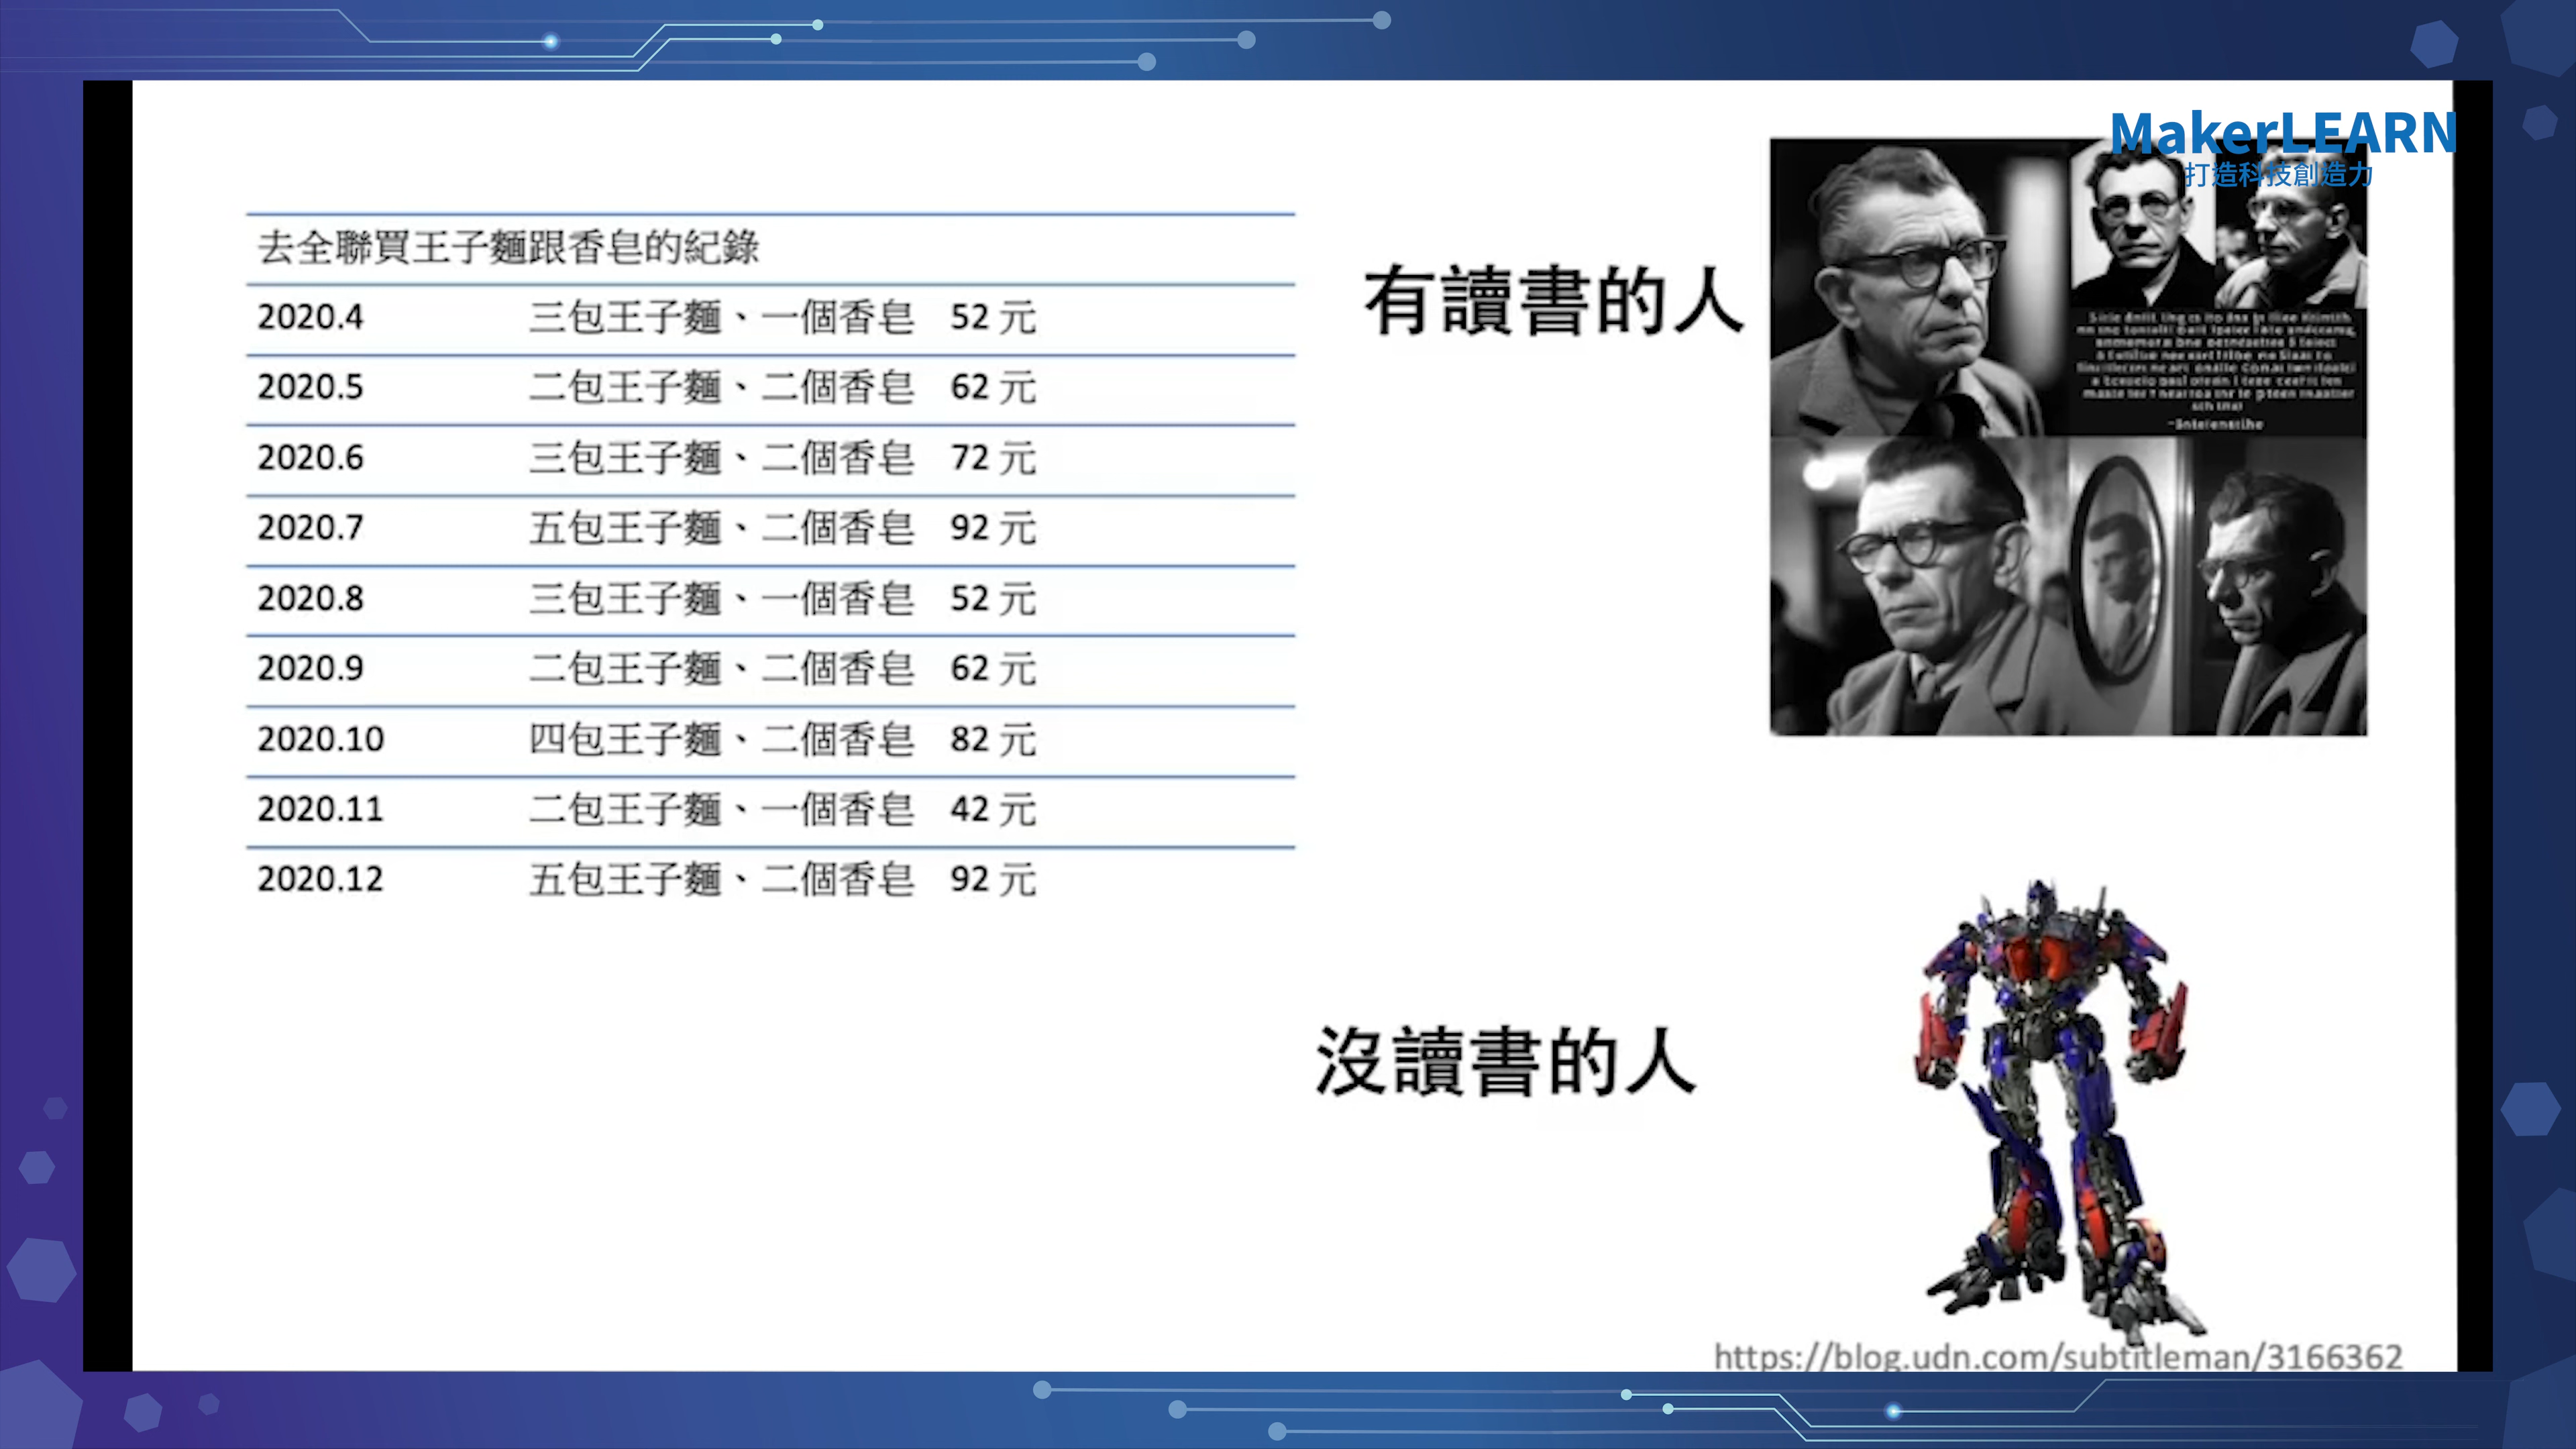 MakerLEARN
打造科技創造力
去全聯買王子麵跟香皂的紀錄
2020.4 三包王子麵、一個香皂 52 元
2020.5 二包王子麵、二個香皂 62 元
2020.6 三包王子麵、二個香皂 72 元
2020.7 五包王子麵、二個香皂 92 元
2020.8 三包王子麵、一個香皂 52 元
2020.9 二包王子麵、二個香皂 62 元
2020.10 四包王子麵、二個香皂 82 元
2020.11 二包王子麵、一個香皂 42 元
2020.12 五包王子麵、二個香皂 92 元
有讀書的人
沒讀書的人
https://blog.udn.com/subtitleman/3166362